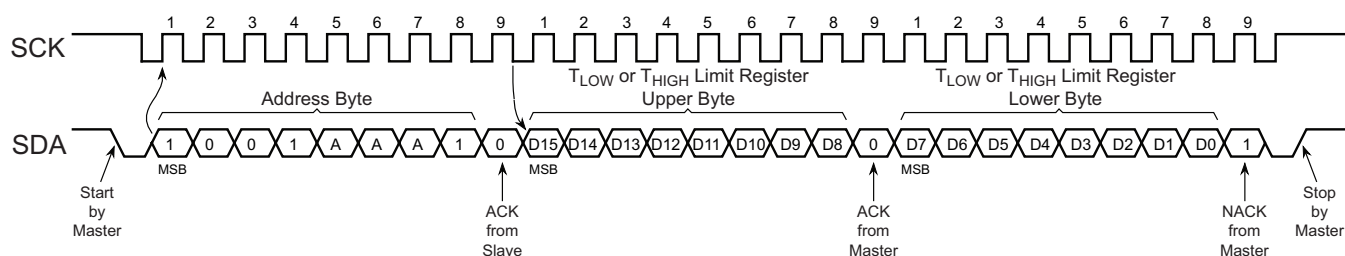 1 2 3 4 5 6 7 8 9 1 2 3 4 5 6 7 8 9 1 2 3 4 5 6 7 8 9
SCK
TLOW or THIGH Limit Register TLOW or THIGH Limit Register
Address Byte Upper Byte Lower Byte
SDA 1 0 0 1 A A A 1 0 D15 D14 D13 D12 D11 D10 D9 D8 0 D7 D6 D5 D4 D3 D2 D1 D0 1
MSB MSB MSB
Start
by
Master
ACK
from
Slave
ACK
from
Master
NACK
from
Master
Stop
by
Master